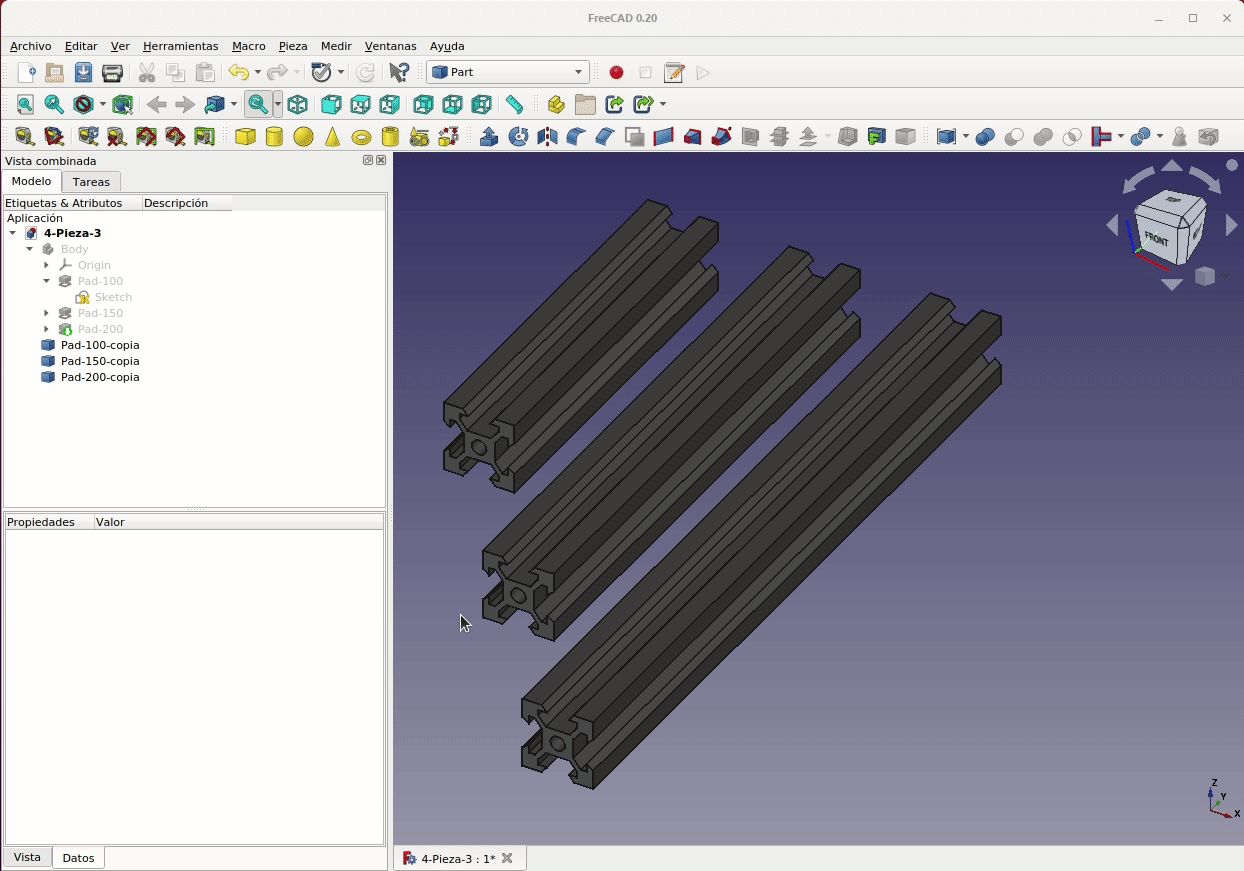 FreeCAD 0.20
Archivo Editar Ver Herramientas Macro Pieza Medir Ventanas Ayuda
Part
Vista combinada
Modelo Tareas
Etiquetas & Atributos Descripción
Aplicación
4-Pieza-3
Body
Origin
Pad-100
Sketch
Pad-150
Pad-200
Pad-100-copia
Pad-150-copia
Pad-200-copia
Propiedades Valor
FRONT
Z
Y
X
Vista Datos
4-Pieza-3 : 1*